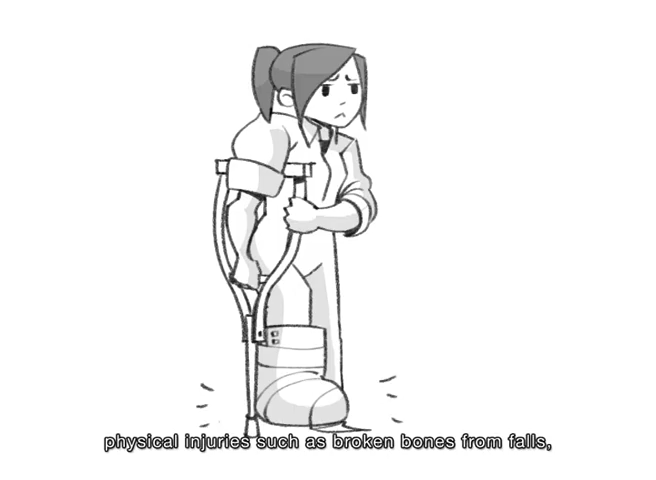 physical injuries such as broken bones from falls,